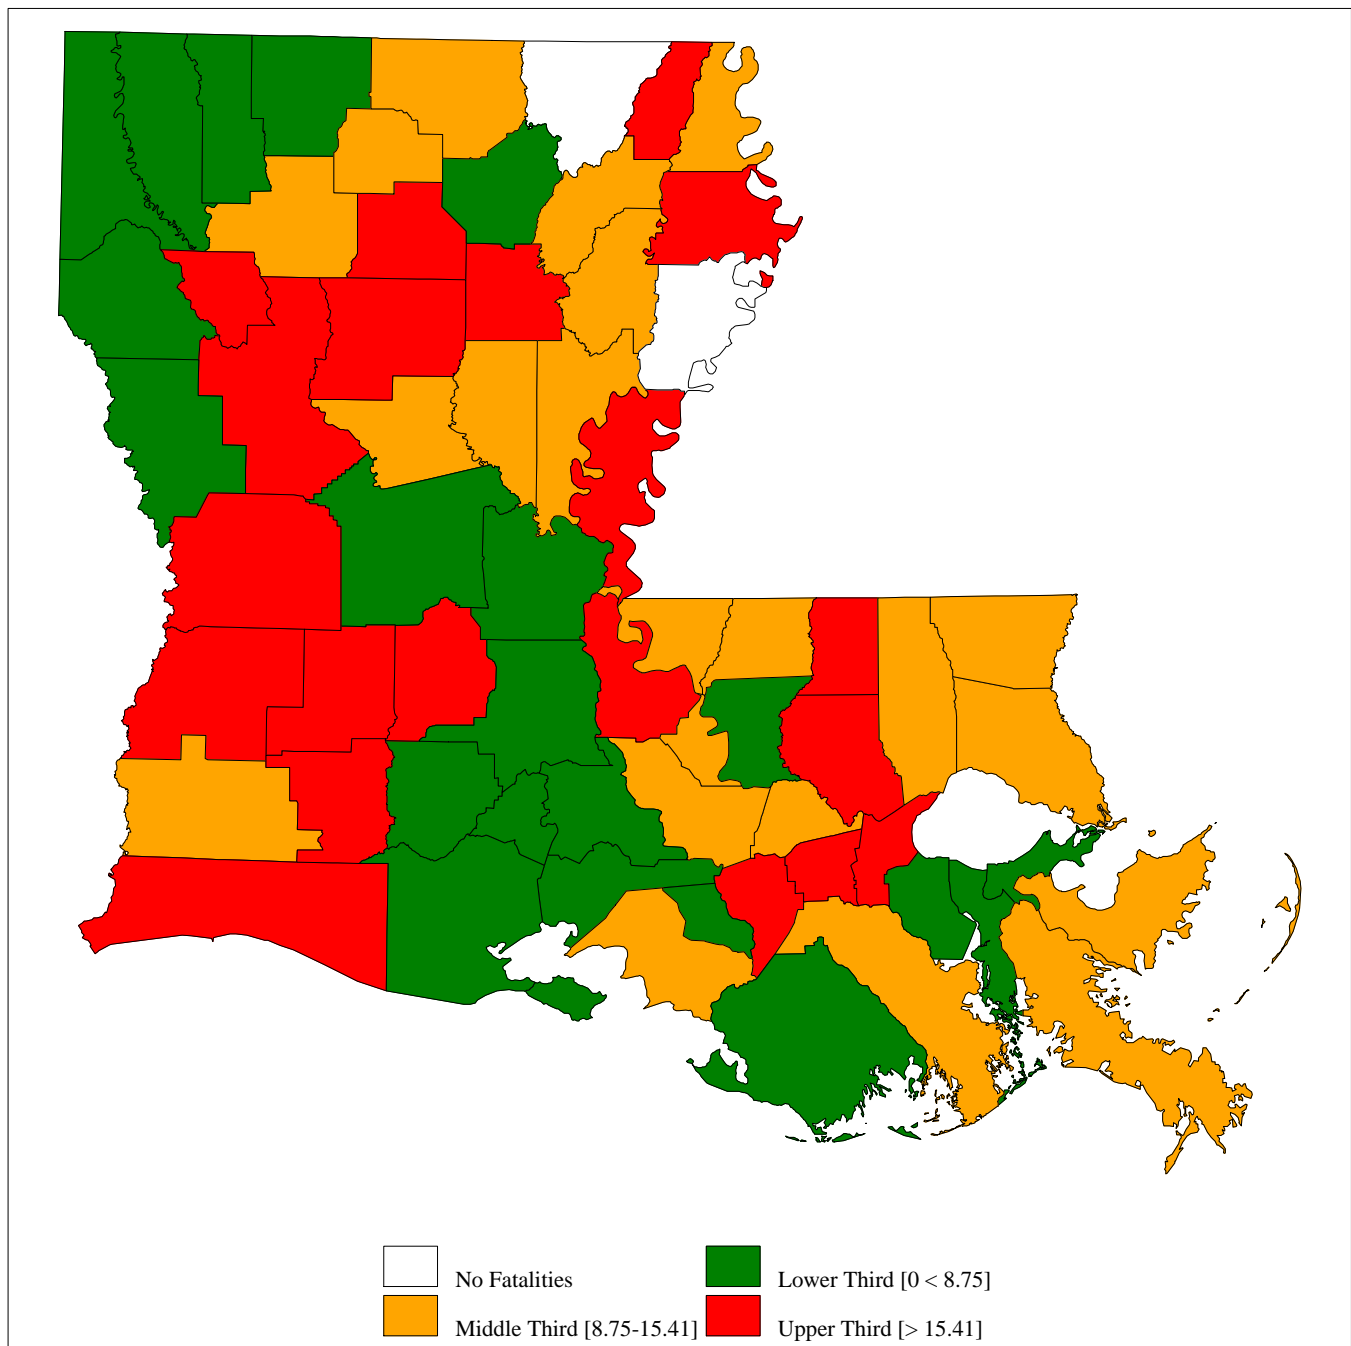 No Fatalities
Lower Third [0 < 8.75]
Middle Third [8.75-15.41]
Upper Third [> 15.41]